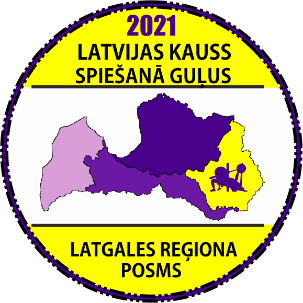 2021
LATVIJAS KAUSS
SPIEŠANĀ GUĻUS
LATGALES REĢIONA
POSMS